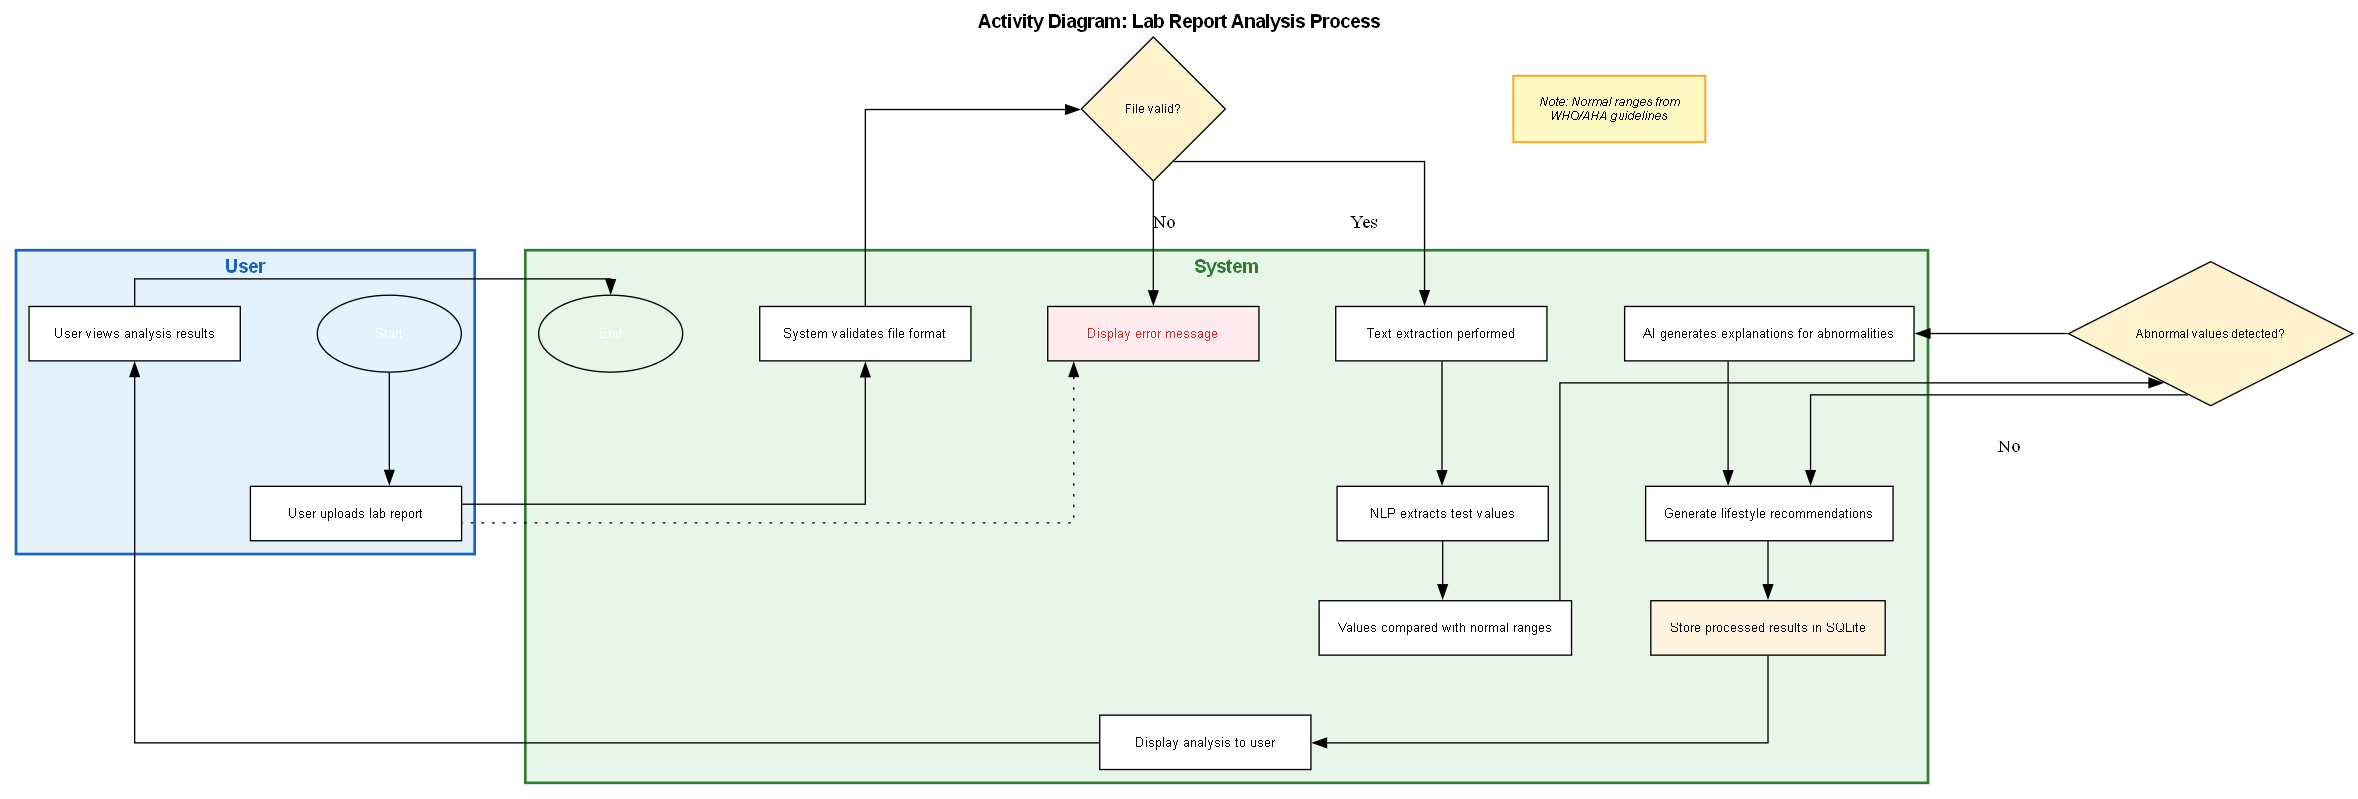 Activity Diagram: Lab Report Analysis Process
File valid?
Note: Normal ranges from
WHO/AHA guidelines
No
Yes
User
System
User views analysis results
Start
End
System validates file format
Display error message
Text extraction performed
AI generates explanations for abnormalities
Abnormal values detected?
No
User uploads lab report
NLP extracts test values
Generate lifestyle recommendations
Values compared with normal ranges
Store processed results in SQLite
Display analysis to user